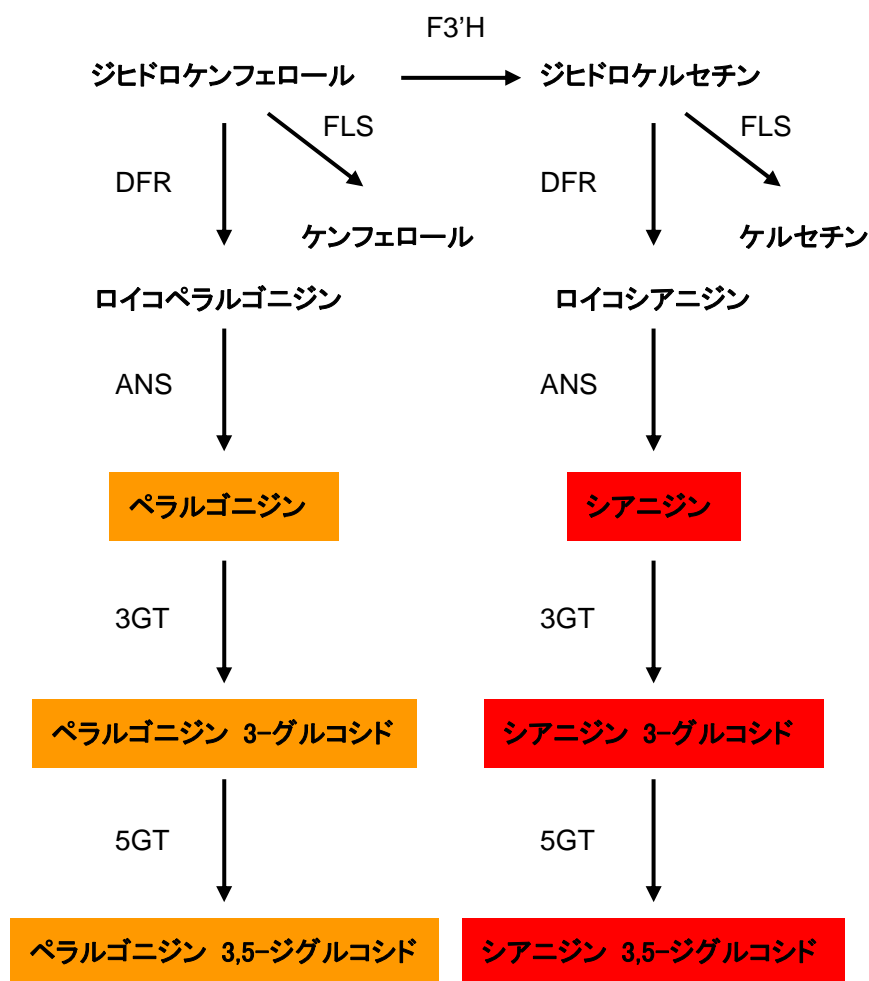 F3’H
ジヒドロケンフェロール
ジヒドロケルセチン
FLS
FLS
DFR
DFR
ケンフェロール
ケルセチン
ロイコペラルゴニジン
ロイコシアニジン
ANS
ANS
ペラルゴニジン
シアニジン
3GT
3GT
ペラルゴニジン 3-グルコシド
シアニジン 3-グルコシド
5GT
5GT
ペラルゴニジン 3,5-ジグルコシド
シアニジン 3,5-ジグルコシド